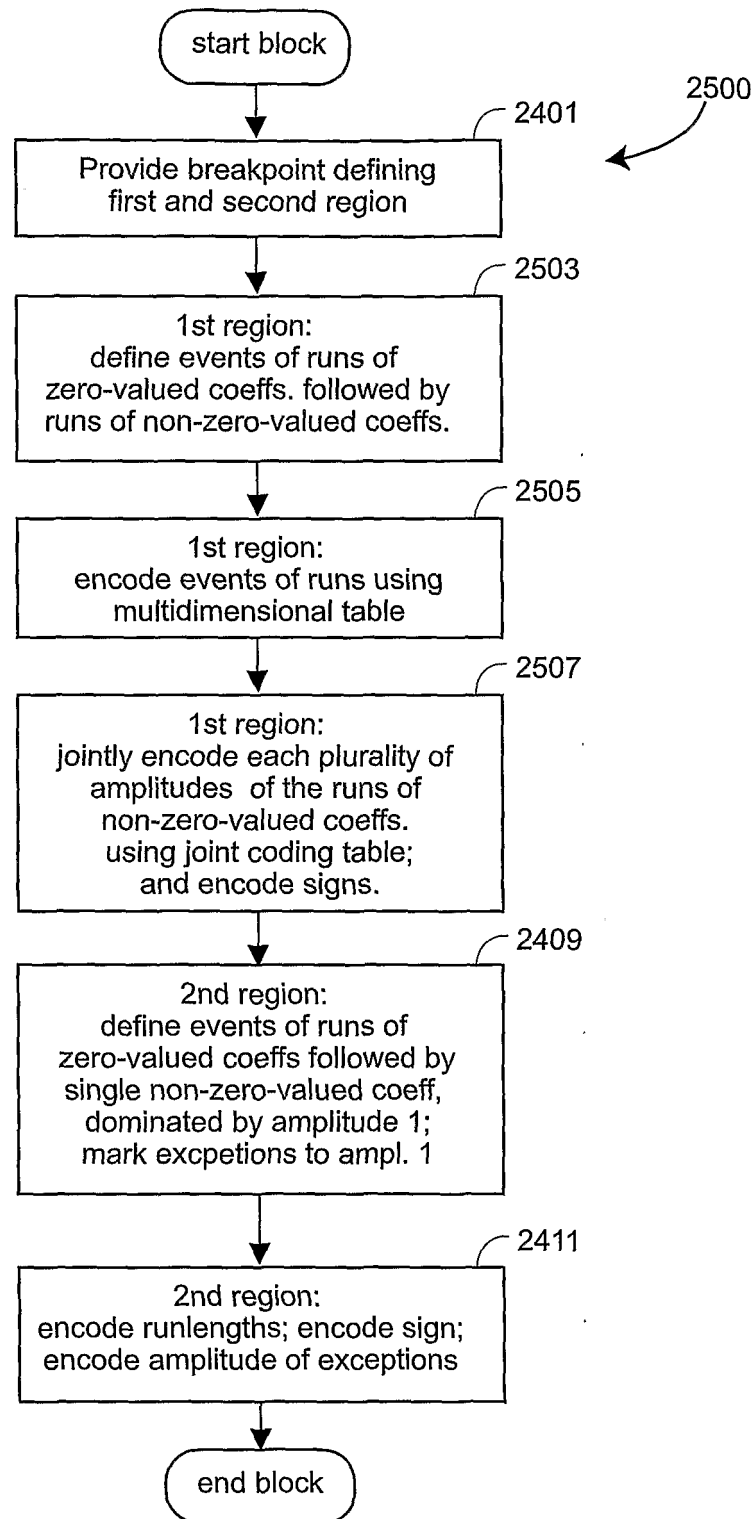 start block
2500
2401
Provide breakpoint defining
first and second region
2503
1st region:
define events of runs of
zero-valued coeffs. followed by
runs of non-zero-valued coeffs.
2505
1st region:
encode events of runs using
multidimensional table
2507
1st region:
jointly encode each plurality of
amplitudes of the runs of
non-zero-valued coeffs.
using joint coding table;
and encode signs.
2409
2nd region:
define events of runs of
zero-valued coeffs followed by
single non-zero-valued coeff,
dominated by amplitude 1;
mark excpetions to ampl. 1
2411
2nd region:
encode runlengths; encode sign;
encode amplitude of exceptions
end block